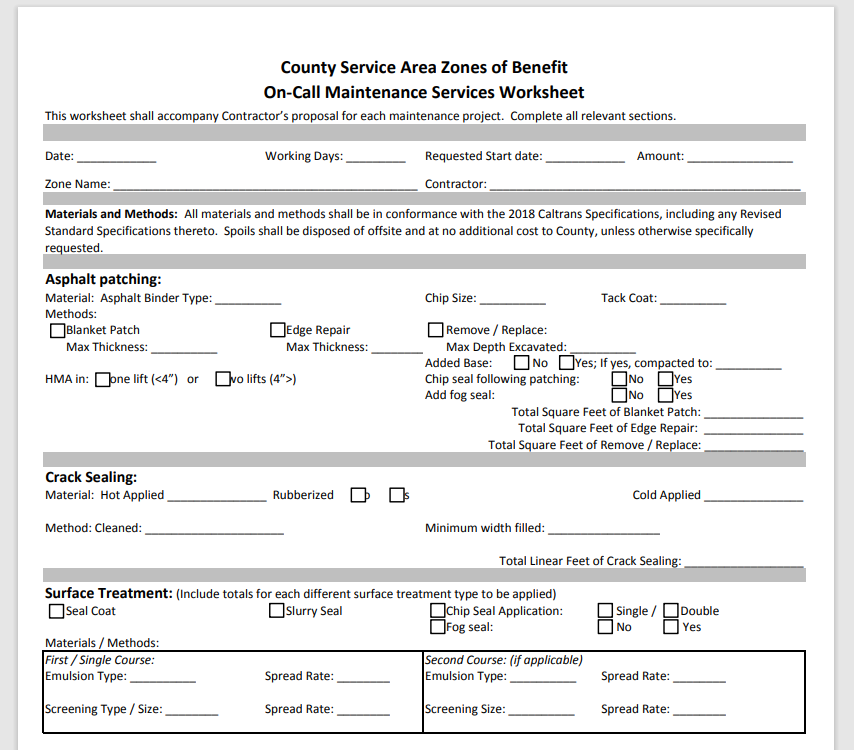 County Service Area Zones of Benefit
On-Call Maintenance Services Worksheet
This worksheet shall accompany Contractor's proposal for each maintenance project.  Complete all relevant sections.
Date: ____________ Working Days: _________ Requested Start date: ____________ Amount: ________________
Zone Name: ______________________________________________ Contractor: _______________________________________________
Materials and Methods:  All materials and methods shall be in conformance with the 2018 Caltrans Specifications, including any Revised
Standard Specifications thereto.  Spoils shall be disposed of offsite and at no additional cost to County, unless otherwise specifically
requested.
Asphalt patching:
Material:  Asphalt Binder Type: __________ Chip Size: __________ Tack Coat: __________
Methods:
Blanket Patch Edge Repair Remove / Replace:
Max Thickness: __________ Max Thickness: ________ Max Depth Excavated: __________
Added Base: No Yes; If yes, compacted to: __________
HMA in: one lift (<4”) or wo lifts (4”>) Chip seal following patching: No Yes
Add fog seal: No Yes
Total Square Feet of Blanket Patch: _______________
Total Square Feet of Edge Repair: _______________
Total Square Feet of Remove / Replace: _______________
Crack Sealing:
Material:  Hot Applied _______________ Rubberized o s Cold Applied _______________
Method: Cleaned: _____________________ Minimum width filled: _________________
Total Linear Feet of Crack Sealing: __________________
Surface Treatment: (Include totals for each different surface treatment type to be applied)
Seal Coat Slurry Seal Chip Seal Application: Single / Double
Fog seal: No Yes
Materials / Methods:
First / Single Course: Second Course: (if applicable)
Emulsion Type: __________ Spread Rate: ________ Emulsion Type: __________ Spread Rate: ________
Screening Type / Size: ________ Spread Rate: ________ Screening Size: __________ Spread Rate: ________